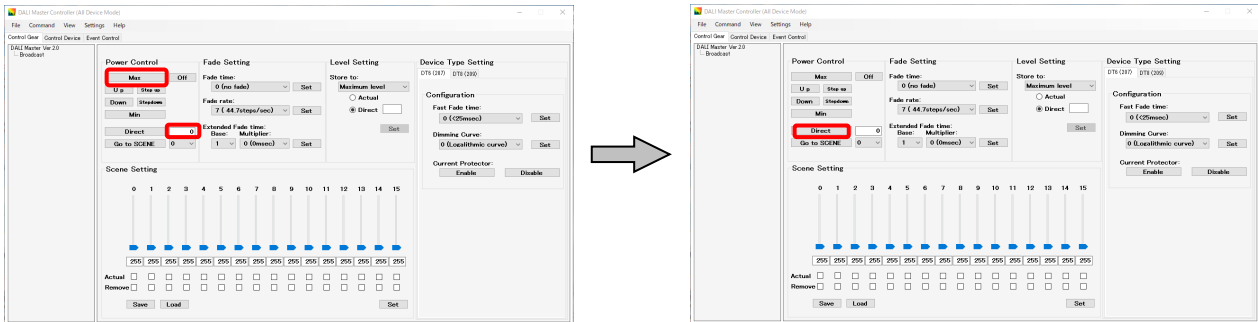 DALI Master Controller (All Device Mode)
File Command View Settings Help
Control Gear Control Device Event Control
DALI Master Ver 2.0
Broadcast
Power Control
Max Off
U p Step up
Down Stepdown
Min
Direct 0
Go to SCENE 0
Fade Setting
Fade time:
0 (no fade) Set
Fade rate:
7 ( 44.7steps/sec) Set
Extended Fade time:
Base: Multiplier:
1 0 (0msec) Set
Level Setting
Store to:
Maximum level
Actual
Direct
Set
Device Type Setting
DT6 (207) DT8 (209)
Configuration
Fast Fade time:
0 (<25msec) Set
Dimming Curve:
0 (Logalithmic curve) Set
Current Protector:
Enable Disable
Scene Setting
0 1 2 3 4 5 6 7 8 9 10 11 12 13 14 15
255 255 255 255 255 255 255 255 255 255 255 255 255 255 255 255
Actual
Remove
Save Load Set
DALI Master Controller (All Device Mode)
File Command View Settings Help
Control Gear Control Device Event Control
DALI Master Ver 2.0
Broadcast
Power Control
Max Off
U p Step up
Down Stepdown
Min
Direct 0
Go to SCENE 0
Fade Setting
Fade time:
0 (no fade) Set
Fade rate:
7 ( 44.7steps/sec) Set
Extended Fade time:
Base: Multiplier:
1 0 (0msec) Set
Level Setting
Store to:
Maximum level
Actual
Direct
Set
Device Type Setting
DT6 (207) DT8 (209)
Configuration
Fast Fade time:
0 (<25msec) Set
Dimming Curve:
0 (Logalithmic curve) Set
Current Protector:
Enable Disable
Scene Setting
0 1 2 3 4 5 6 7 8 9 10 11 12 13 14 15
255 255 255 255 255 255 255 255 255 255 255 255 255 255 255 255
Actual
Remove
Save Load Set